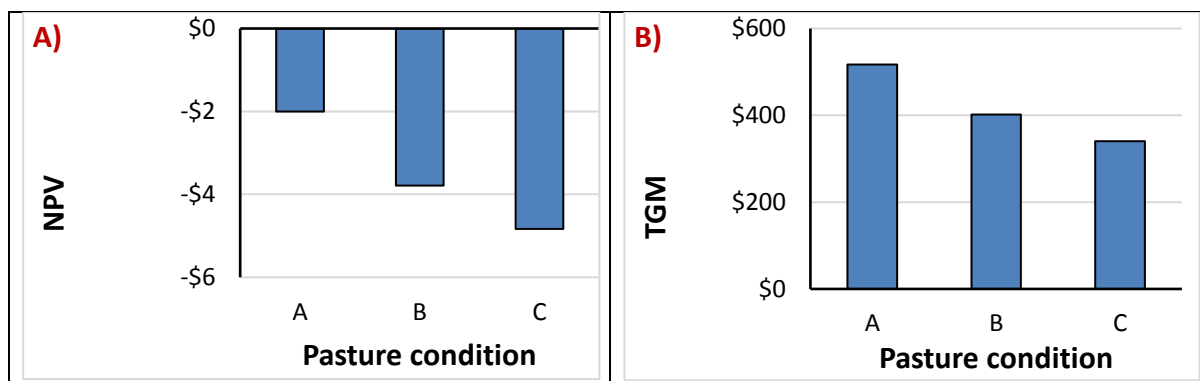 A)
$0
-$2
-$4
-$6
NPV
A B C
Pasture condition
B)
$600
$400
$200
$0
TGM
A B C
Pasture condition